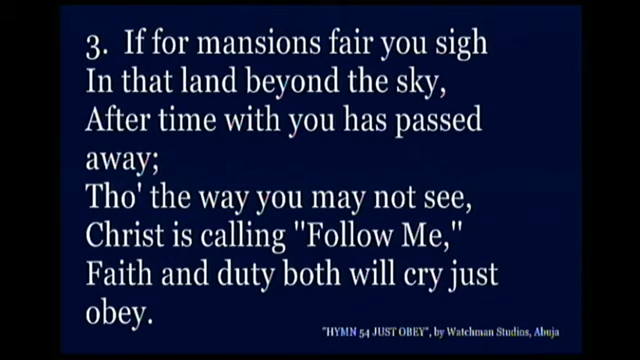 3. If for mansions fair you sigh
In that land beyond the sky,
After time with you has passed
away;
Tho' the way you may not see,
Christ is calling "Follow Me,"
Faith and duty both will cry just
obey.
"HYMN 54 JUST OBEY", by Watchman Studios, Abuja